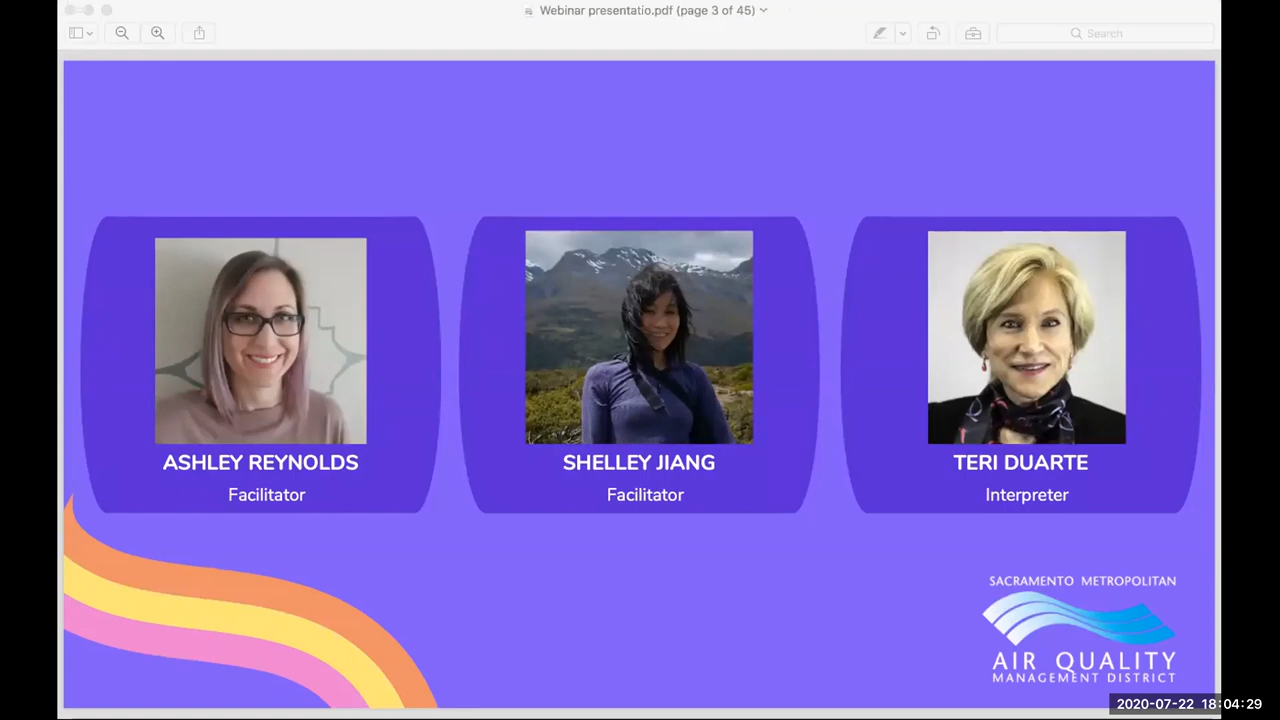 Webinar presentatio.pdf (page 3 of 45)
Search
ASHLEY REYNOLDS
Facilitator
SHELLEY JIANG
Facilitator
TERI DUARTE
Interpreter
SACRAMENTO METROPOLITAN
AIR QUALITY
MANAGEMENT DISTRICT
2020-07-22 18:04:29